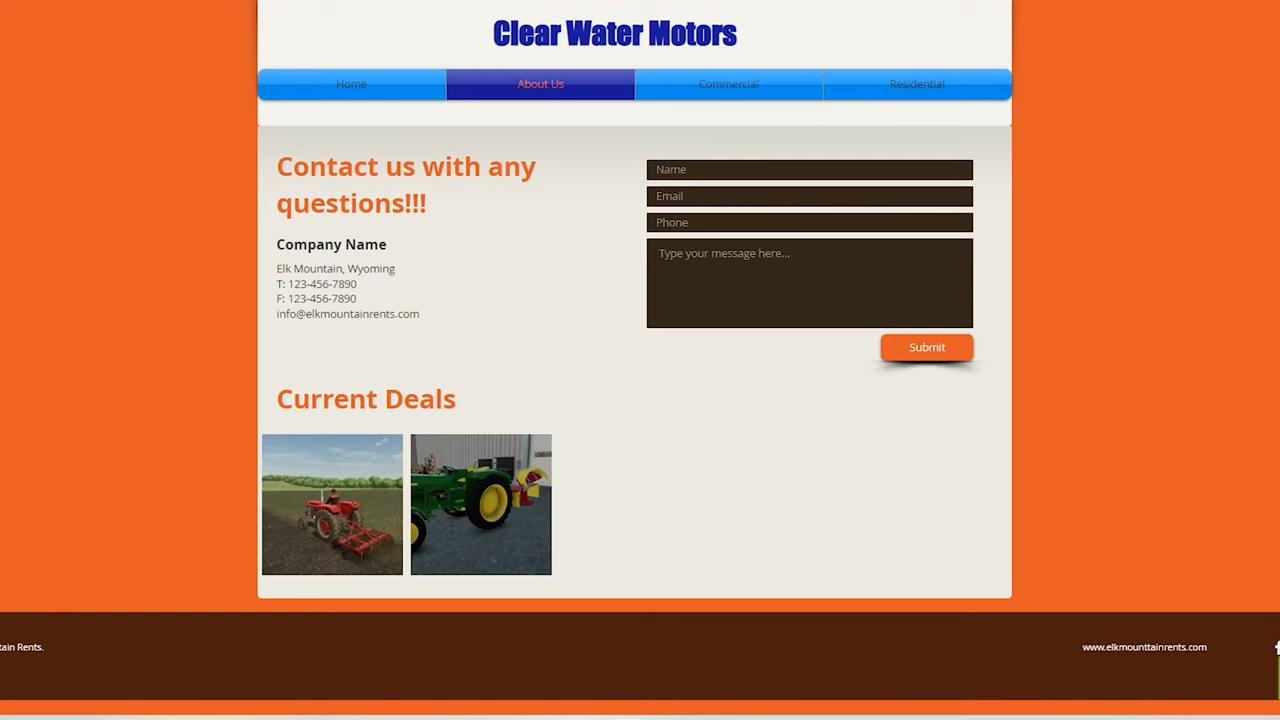 Clear Water Motors
Home
About Us
Commercial
Residential
Contact us with any
questions!!!
Company Name
Elk Mountain, Wyoming
T: 123-456-7890
F: 123-456-7890
info@elkmountainrents.com
Name
Email
Phone
Type your message here...
Submit
Current Deals
tain Rents.
www.elkmounttainrents.com